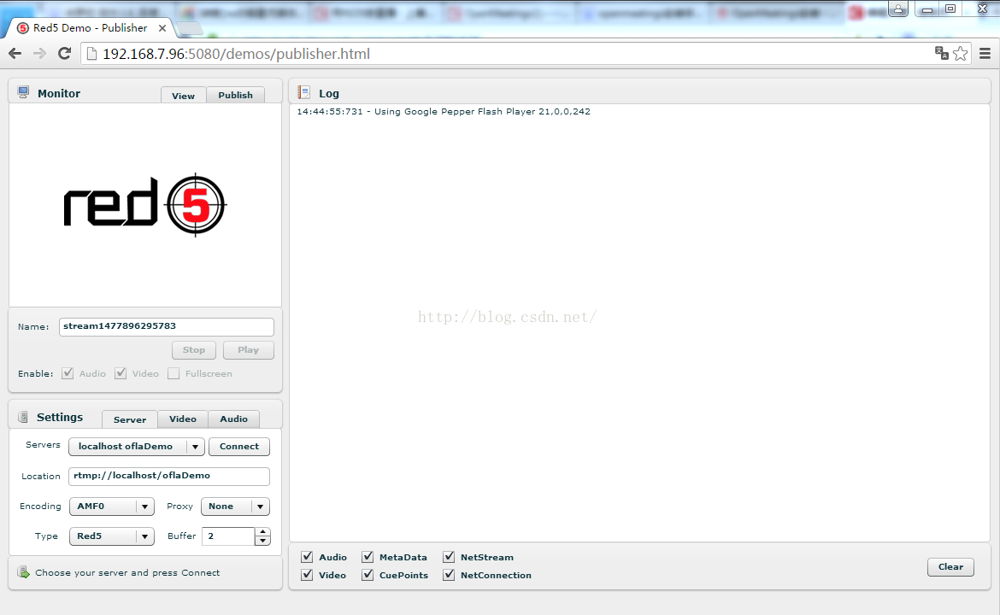 Red5 Demo - Publisher
192.168.7.96:5080/demos/publisher.html
Monitor View Publish
red5
Name: stream1477896295783
Stop Play
Enable: Audio Video Fullscreen
Settings Server Video Audio
Servers localhost oflaDemo Connect
Location rtmp://localhost/oflaDemo
Encoding AMF0 Proxy None
Type Red5 Buffer 2
Choose your server and press Connect
Log
14:44:55:731 - Using Google Pepper Flash Player 21,0,0,242
http://blog.csdn.net/
Audio MetaData NetStream
Video CuePoints NetConnection
Clear